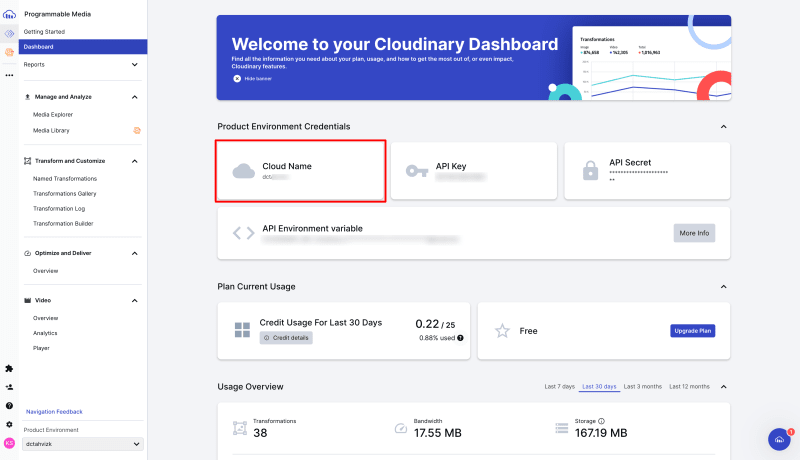 Programmable Media
Getting Started
Dashboard
Reports
Manage and Analyze
Media Explorer
Media Library
Transform and Customize
Named Transformations
Transformations Gallery
Transformation Log
Transformation Builder
Optimize and Deliver
Overview
Video
Overview
Analytics
Player
Navigation Feedback
Product Environment
dctahvizk
KS
Welcome to your Cloudinary Dashboard
Find all the information you need about your plan, usage, and how to get the most out of, or even impact,
Cloudinary features.
Hide banner
Transformations
874,658 142,305 1,016,963
Product Environment Credentials
Cloud Name
API Key
API Secret
*********************
**
API Environment variable
More Info
Plan Current Usage
Credit Usage For Last 30 Days
Credit details
0.22 / 25
0.88% used
Free
Upgrade Plan
Usage Overview
Last 7 days Last 30 days Last 3 months Last 12 months
Transformations
38
Bandwidth
17.55 MB
Storage
167.19 MB
1